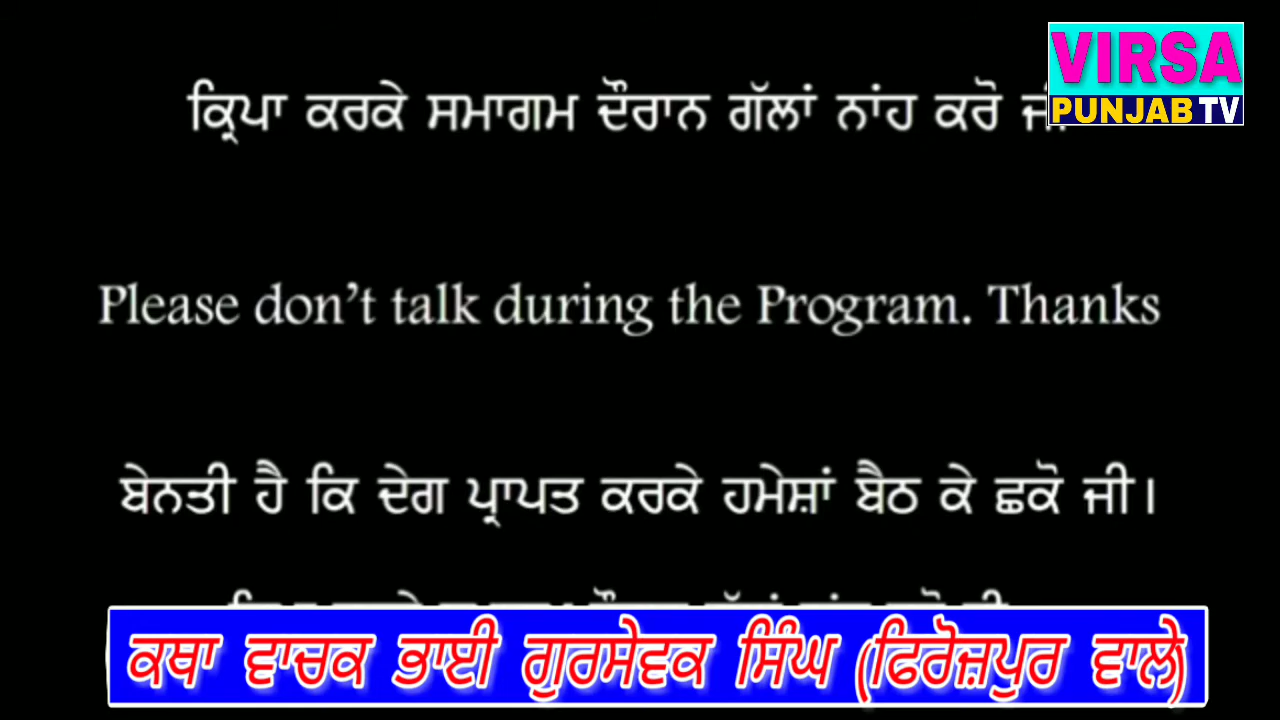 VIRSA
PUNJAB TV
ਕ੍ਰਿਪਾ ਕਰਕੇ ਸਮਾਗਮ ਦੌਰਾਨ ਗੱਲਾਂ ਨਾਂਹ ਕਰੋ ਜੀ
Please don't talk during the Program. Thanks
ਬੇਨਤੀ ਹੈ ਕਿ ਦੇਗ ਪ੍ਰਾਪਤ ਕਰਕੇ ਹਮੇਸ਼ਾਂ ਬੈਠ ਕੇ ਛਕੋ ਜੀ।
ਕਥਾ ਵਾਚਕ ਭਾਈ ਗੁਰਸੇਵਕ ਸਿੰਘ (ਫਿਰੋਜ਼ਪੁਰ ਵਾਲੇ)